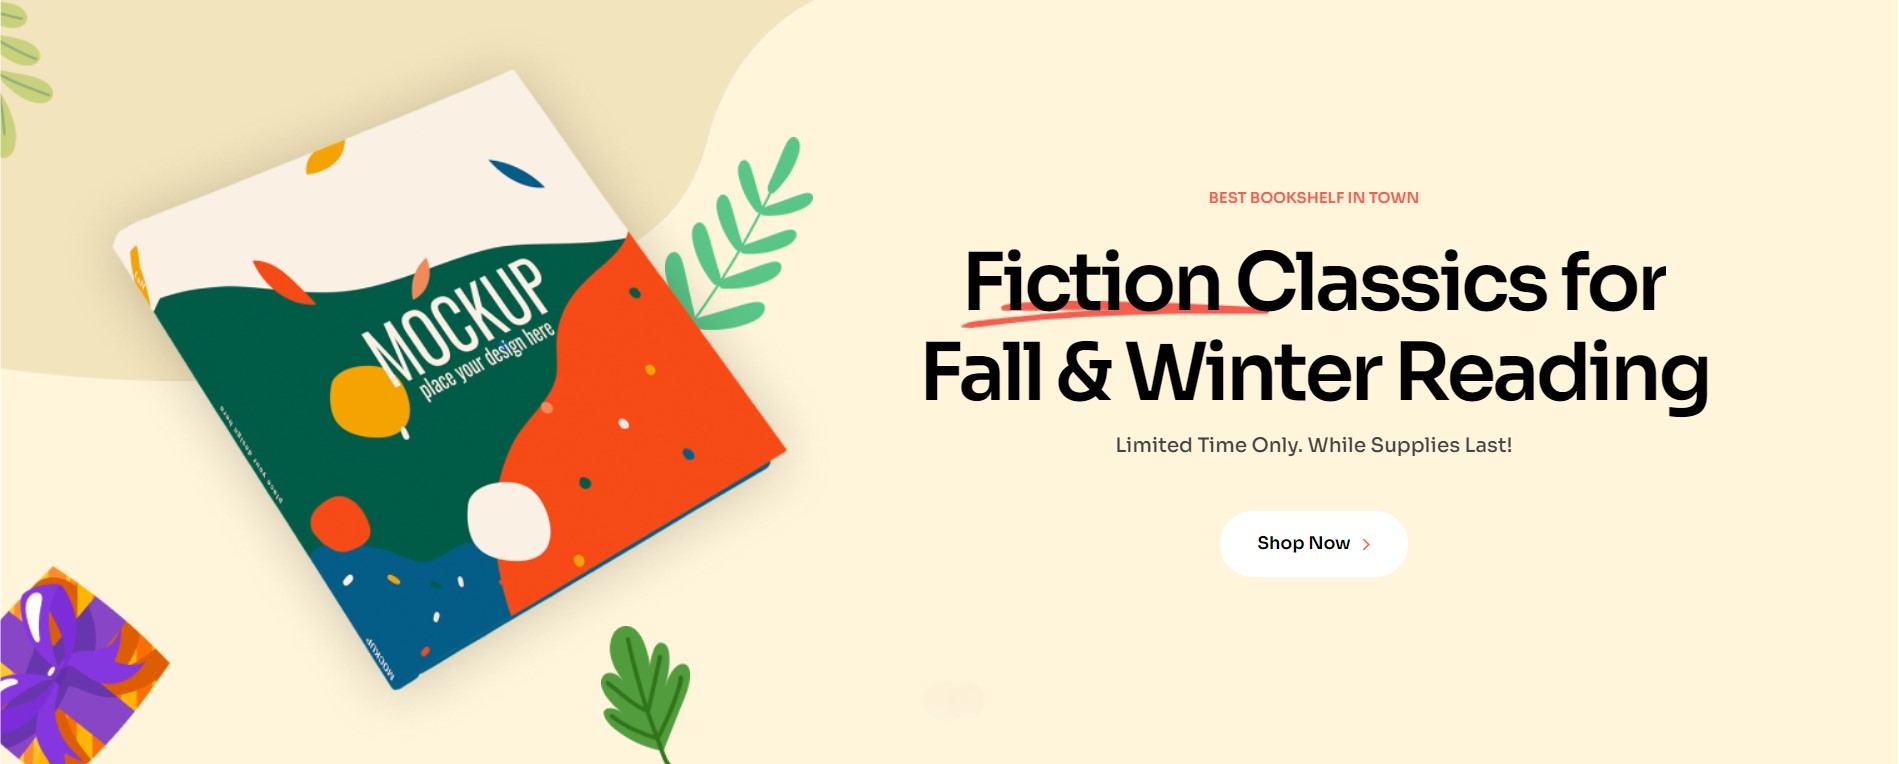 MOCKUP
place your design here
place your design here
MOCKUP
BEST BOOKSHELF IN TOWN
Fiction Classics for
Fall & Winter Reading
Limited Time Only. While Supplies Last!
Shop Now